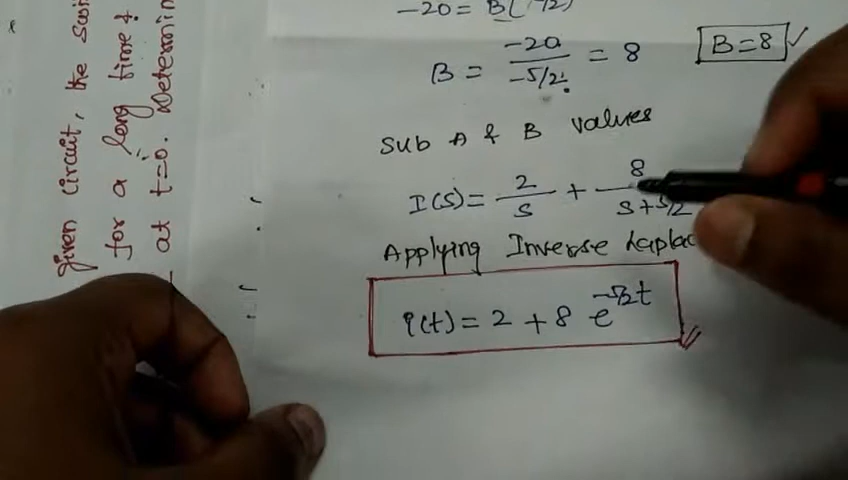 -20 = B(-5/2)
B = -20 / -5/2 = 8
B=8 ✓
Sub A & B values
I(S) = 2/S + 8/S+5/2
Applying Inverse Laplac
i(t) = 2 + 8 e^-5/2t
given circuit, the swi
for a long time &
at t=0. Determin